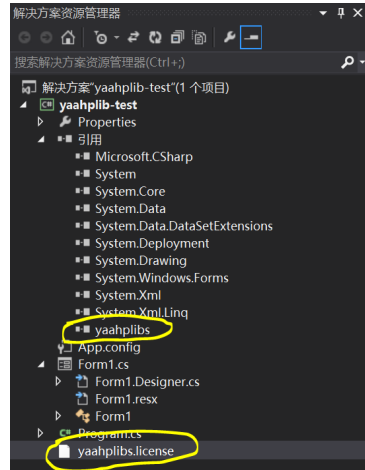 解决方案资源管理器
搜索解决方案资源管理器(Ctrl+;)
解决方案"yaahplib-test"(1 个项目)
yaahplib-test
Properties
引用
Microsoft.CSharp
System
System.Core
System.Data
System.Data.DataSetExtensions
System.Deployment
System.Drawing
System.Windows.Forms
System.Xml
System.Xml.Linq
yaahplibs
App.config
Form1.cs
Form1.Designer.cs
Form1.resx
Form1
Program.cs
yaahplibs.license